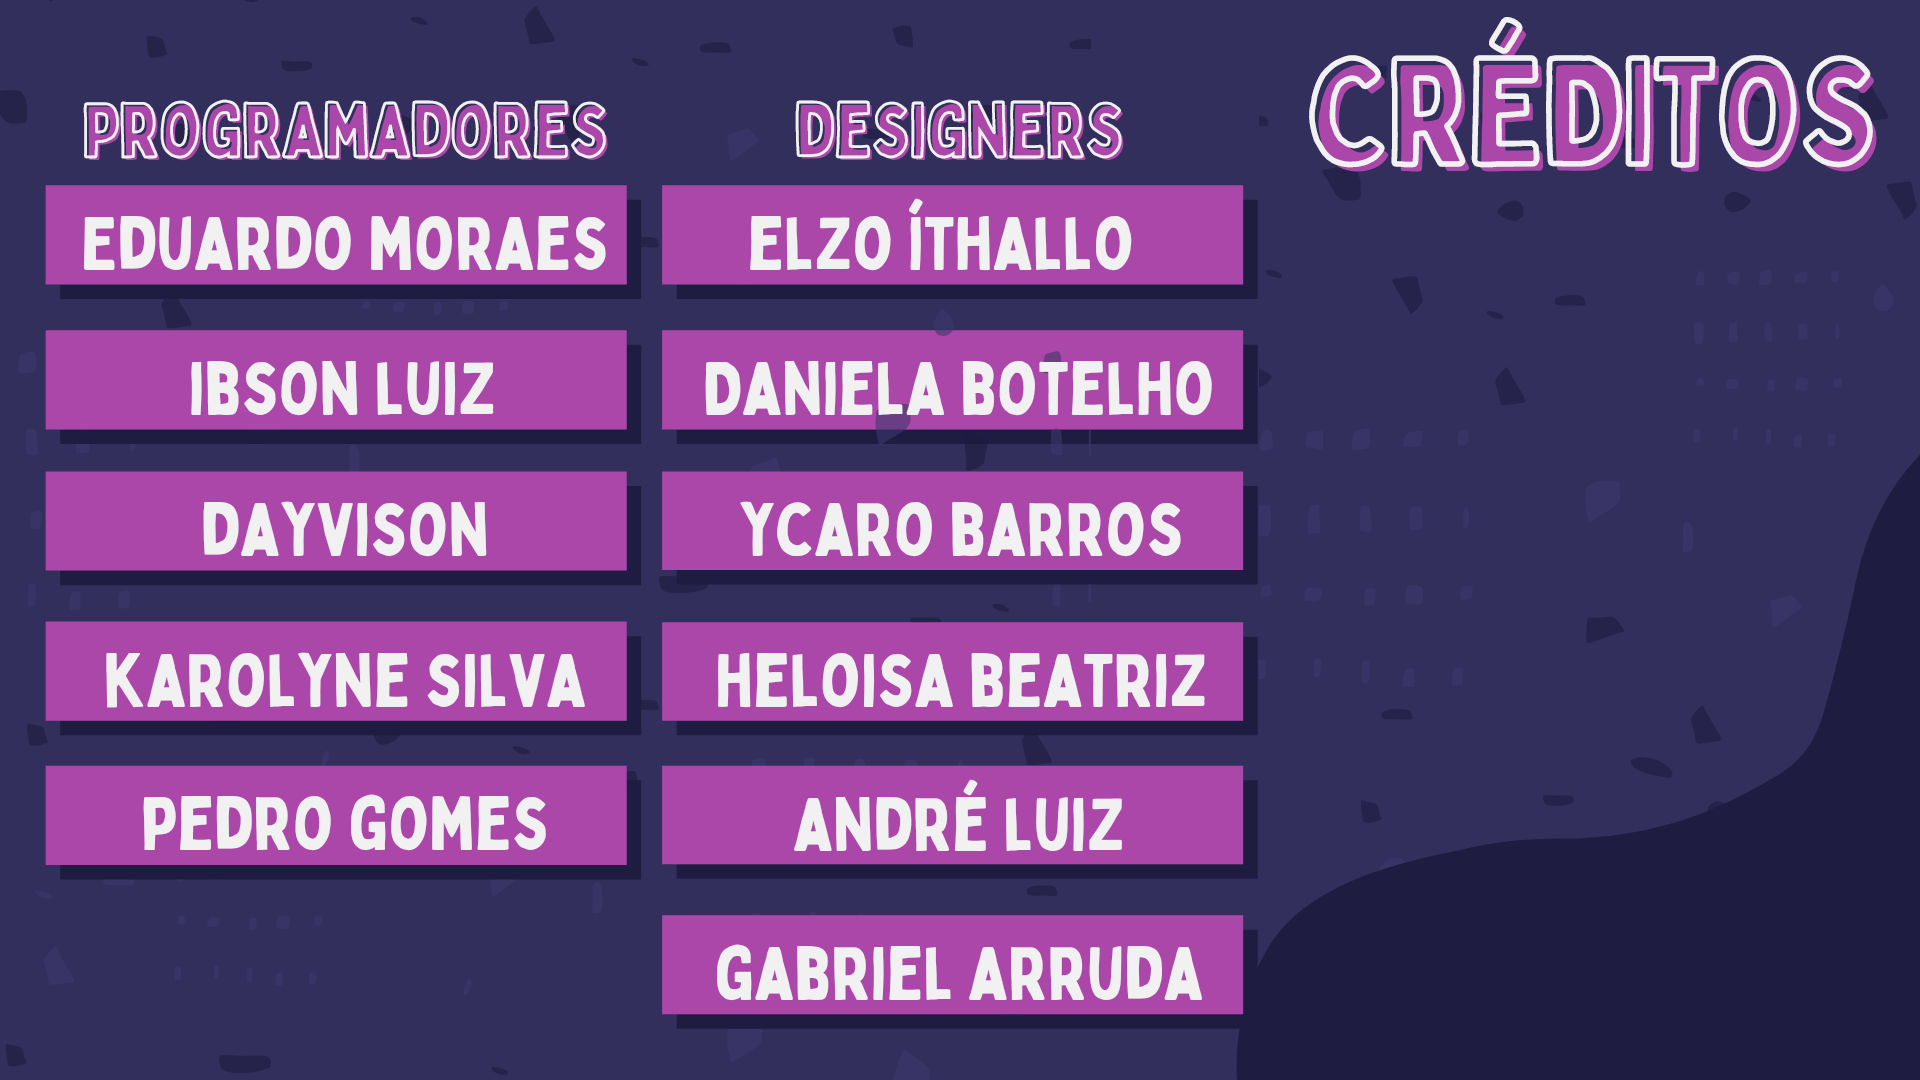 CRÉDITOS
PROGRAMADORES
EDUARDO MORAES
IBSON LUIZ
DAYVISON
KAROLYNE SILVA
PEDRO GOMES
DESIGNERS
ELZO ÍTHALLO
DANIELA BOTELHO
YCARO BARROS
HELOISA BEATRIZ
ANDRÉ LUIZ
GABRIEL ARRUDA